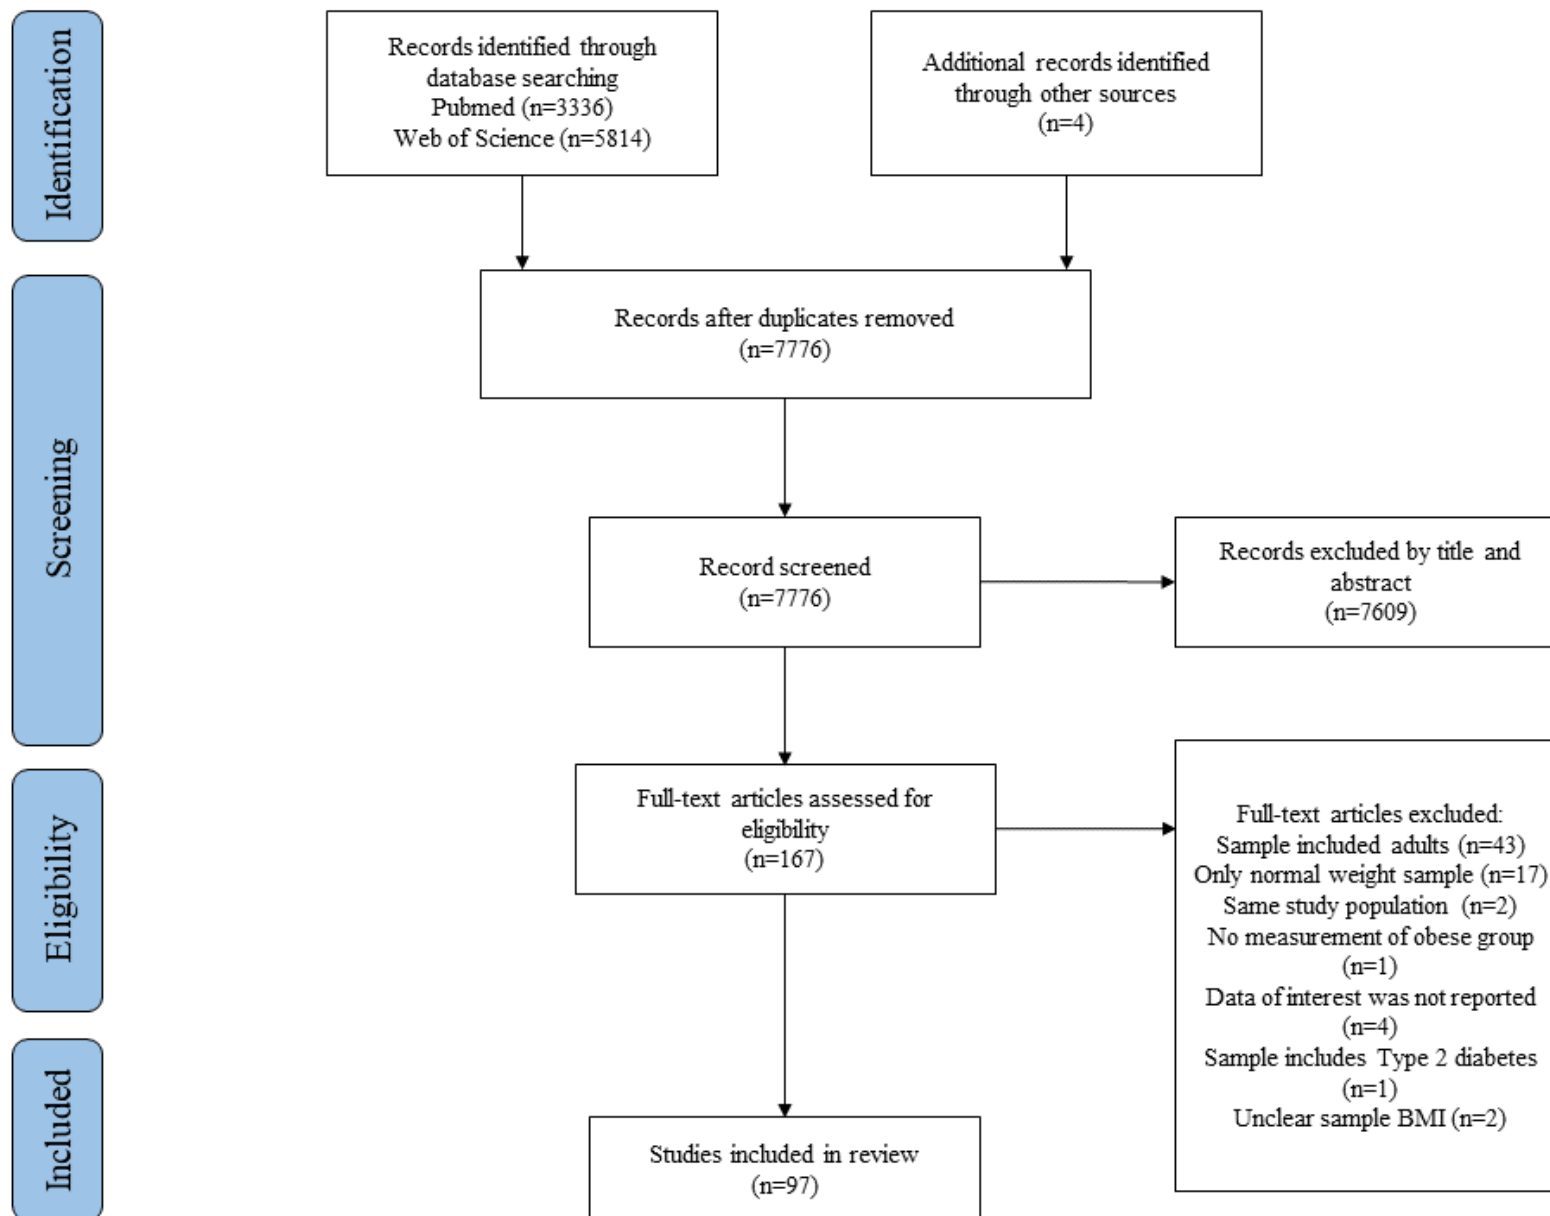 Identification
Records identified through
database searching
Pubmed (n=3336)
Web of Science (n=5814)
Additional records identified
through other sources
(n=4)
Screening
Records after duplicates removed
(n=7776)
Record screened
(n=7776)
Records excluded by title and
abstract
(n=7609)
Eligibility
Full-text articles assessed for
eligibility
(n=167)
Full-text articles excluded:
Sample included adults (n=43)
Only normal weight sample (n=17)
Same study population (n=2)
No measurement of obese group
(n=1)
Data of interest was not reported
(n=4)
Sample includes Type 2 diabetes
(n=1)
Unclear sample BMI (n=2)
Included
Studies included in review
(n=97)